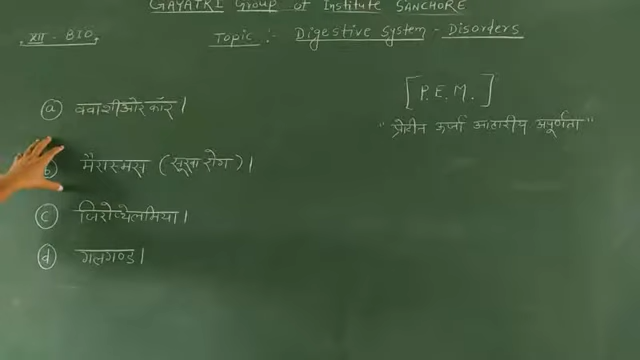 GAYATRI Group of Institute SANCHORE
XII - BIO
Topic :- Digestive System - Disorders
(a) क्वाशीओरकॉर।
[P.E.M.]
"प्रोटीन ऊर्जा आहारीय अपूर्णता"
(b) मैरास्मस (सूखा रोग)।
(c) जिरोप्थेलमिया।
(d) गलगण्ड।